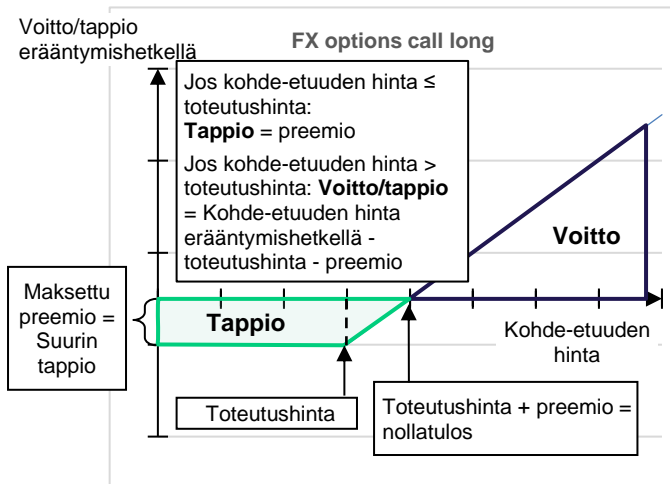 Voitto/tappio
erääntymishetkellä
FX options call long
Jos kohde-etuuden hinta ≤
toteutushinta:
Tappio = preemio
Jos kohde-etuuden hinta >
toteutushinta: Voitto/tappio
= Kohde-etuuden hinta
erääntymishetkellä -
toteutushinta - preemio
Voitto
Maksettu
preemio =
Suurin
tappio
Tappio
Kohde-etuuden
hinta
Toteutushinta
Toteutushinta + preemio =
nollatulos